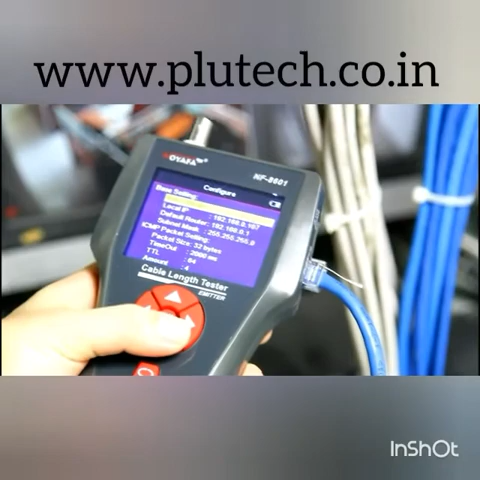 www.plutech.co.in
NOYAFA
NF-8601
Configure
Base Setting:
Local IP : 192.168.0.107
Default Router: 192.168.0.1
Subnet Mask : 255.255.255.0
ICMP Packet Setting:
Packet Size: 32 bytes
TimeOut : 2000 ms
TTL : 64
Amount : 4
Cable Length Tester
EMITTER
InShOt